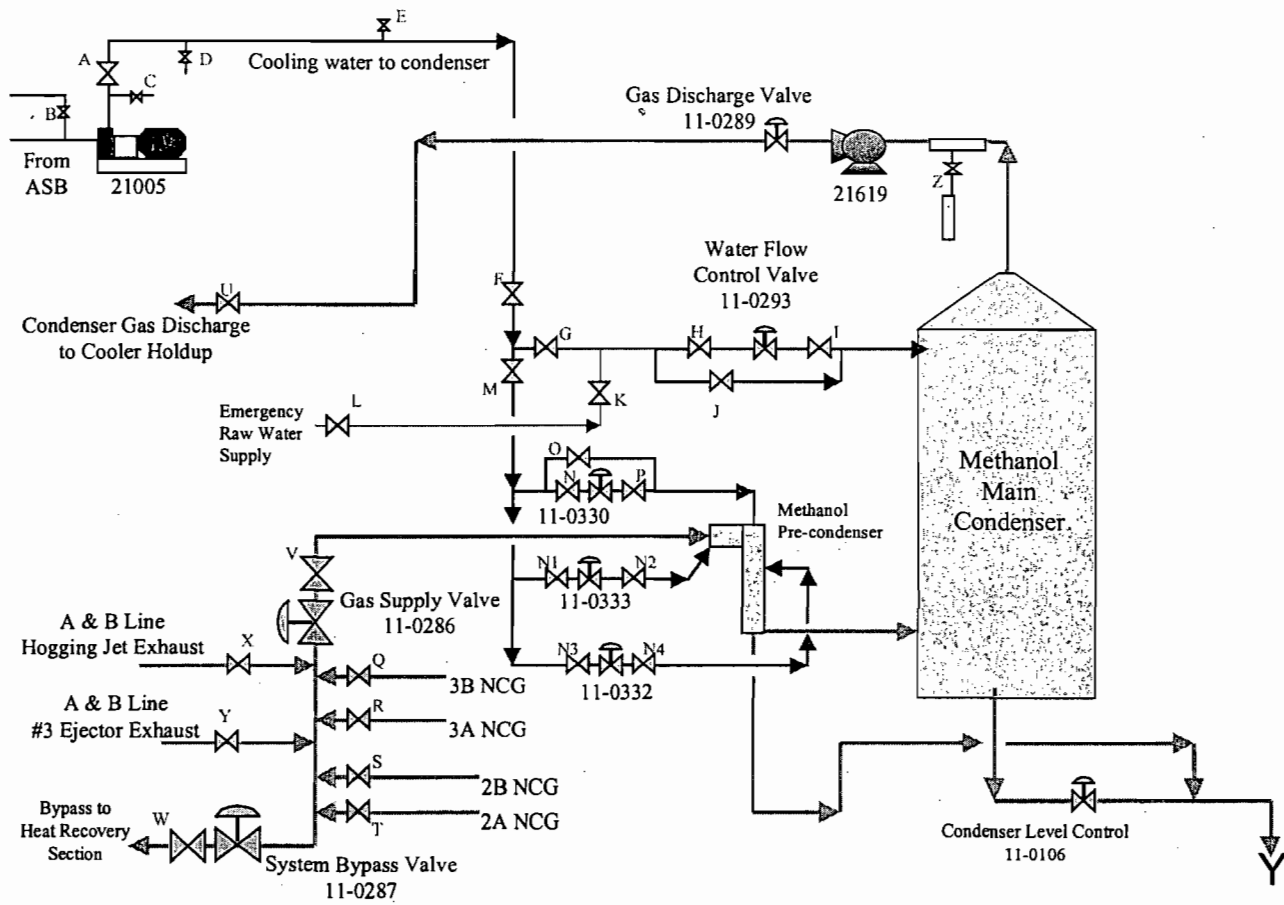 E
A
D
Cooling water to condenser
C
B
From
ASB
21005
Gas Discharge Valve
11-0289
21619
Z
Water Flow
Control Valve
11-0293
F
U
Condenser Gas Discharge
to Cooler Holdup
G
H
I
M
K
J
L
Emergency
Raw Water
Supply
O
N
P
11-0330
Methanol
Pre-condenser
Methanol
Main
Condenser
V
N1
N2
11-0333
Gas Supply Valve
11-0286
A & B Line
Hogging Jet Exhaust
X
Q
3B NCG
N3
N4
11-0332
A & B Line
#3 Ejector Exhaust
Y
R
3A NCG
S
2B NCG
T
2A NCG
Bypass to
Heat Recovery
Section
W
System Bypass Valve
11-0287
Condenser Level Control
11-0106